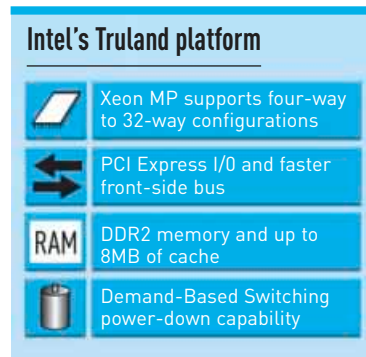 Intel's Truland platform
Xeon MP supports four-way
to 32-way configurations
PCI Express I/0 and faster
front-side bus
RAM
DDR2 memory and up to
8MB of cache
Demand-Based Switching
power-down capability